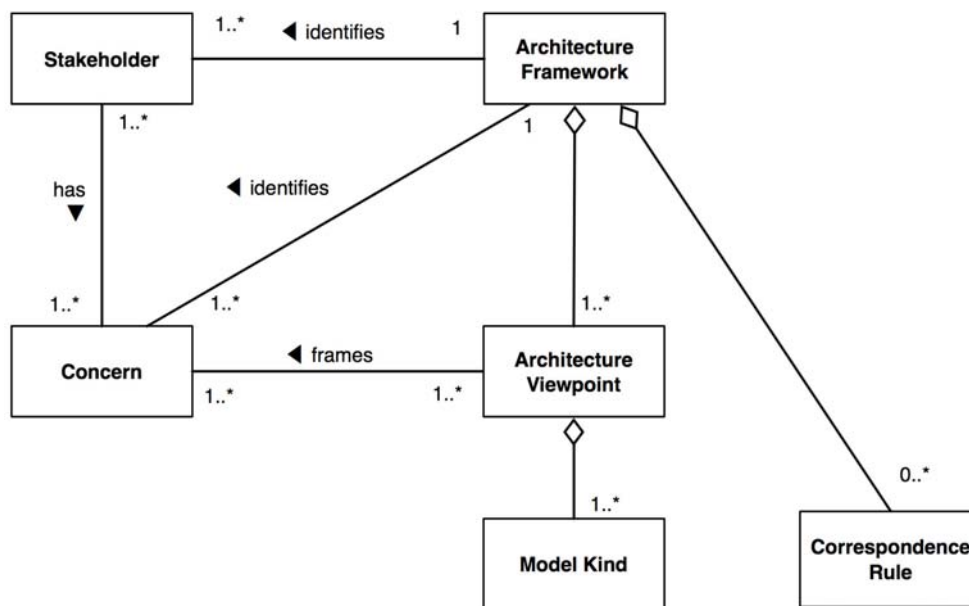 1..*
◄ identifies
1
Stakeholder
Architecture
Framework
1..*
1
has
▼
◄ identifies
1..*
1..*
1..*
Concern
◄ frames
Architecture
Viewpoint
1..*
1..*
0..*
1..*
Model Kind
Correspondence
Rule